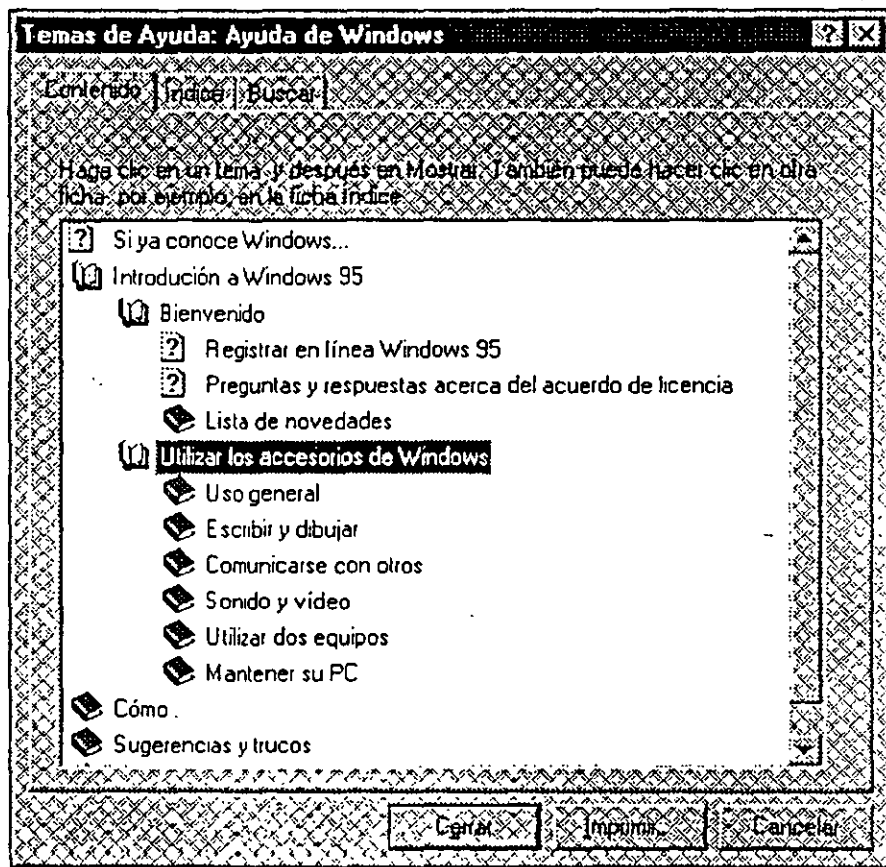 Temas de Ayuda: Ayuda de Windows
Contenido Índice Buscar
Haga clic en un tema y después en Mostrar. También puede hacer clic en otra
ficha, por ejemplo, en la ficha Índice
Si ya conoce Windows...
Introdución a Windows 95
Bienvenido
Registrar en línea Windows 95
Preguntas y respuestas acerca del acuerdo de licencia
Lista de novedades
Utilizar los accesorios de Windows
Uso general
Escribir y dibujar
Comunicarse con otros
Sonido y vídeo
Utilizar dos equipos
Mantener su PC
Cómo .
Sugerencias y trucos
Cerrar Imprimir... Cancelar